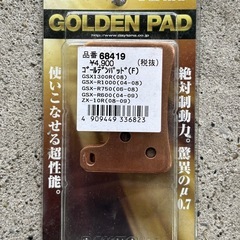 GOLDEN PAD
品番 68419
¥4,900 (税抜)
ｺﾞｰﾙﾃﾞﾝﾊﾟｯﾄﾞ(F)
GSX1300R(08)
GSX-R1000(04-08)
GSX-R750(06-08)
GSX-R600(04-09)
ZX-10R(08-09)
4 909449 336823
絶対制動力。驚異のμ0.7
使いこなせる超性能。